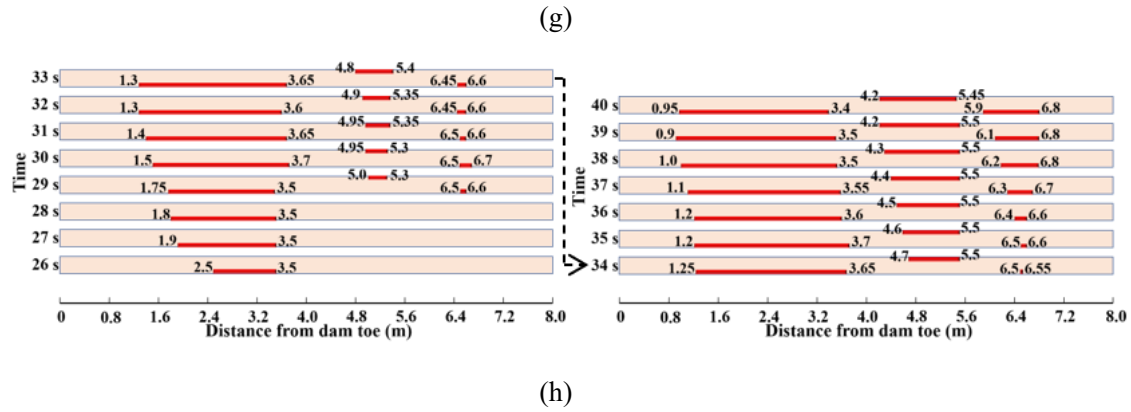 (g)
33 s 1.3 3.65 4.8 5.4 6.45 6.6
32 s 1.3 3.6 4.9 5.35 6.45 6.6
31 s 1.4 3.65 4.95 5.35 6.5 6.6
30 s 1.5 3.7 4.95 5.3 6.5 6.7
29 s 1.75 3.5 5.0 5.3 6.5 6.6
28 s 1.8 3.5
27 s 1.9 3.5
26 s 2.5 3.5
Time
0 0.8 1.6 2.4 3.2 4.0 4.8 5.6 6.4 7.2 8.0
Distance from dam toe (m)
40 s 0.95 3.4 4.2 5.45 5.9 6.8
39 s 0.9 3.5 4.2 5.5 6.1 6.8
38 s 1.0 3.5 4.3 5.5 6.2 6.8
37 s 1.1 3.55 4.4 5.5 6.3 6.7
36 s 1.2 3.6 4.5 5.5 6.4 6.6
35 s 1.2 3.7 4.6 5.5 6.5 6.6
34 s 1.25 3.65 4.7 5.5 6.5 6.55
Time
0 0.8 1.6 2.4 3.2 4.0 4.8 5.6 6.4 7.2 8.0
Distance from dam toe (m)
(h)